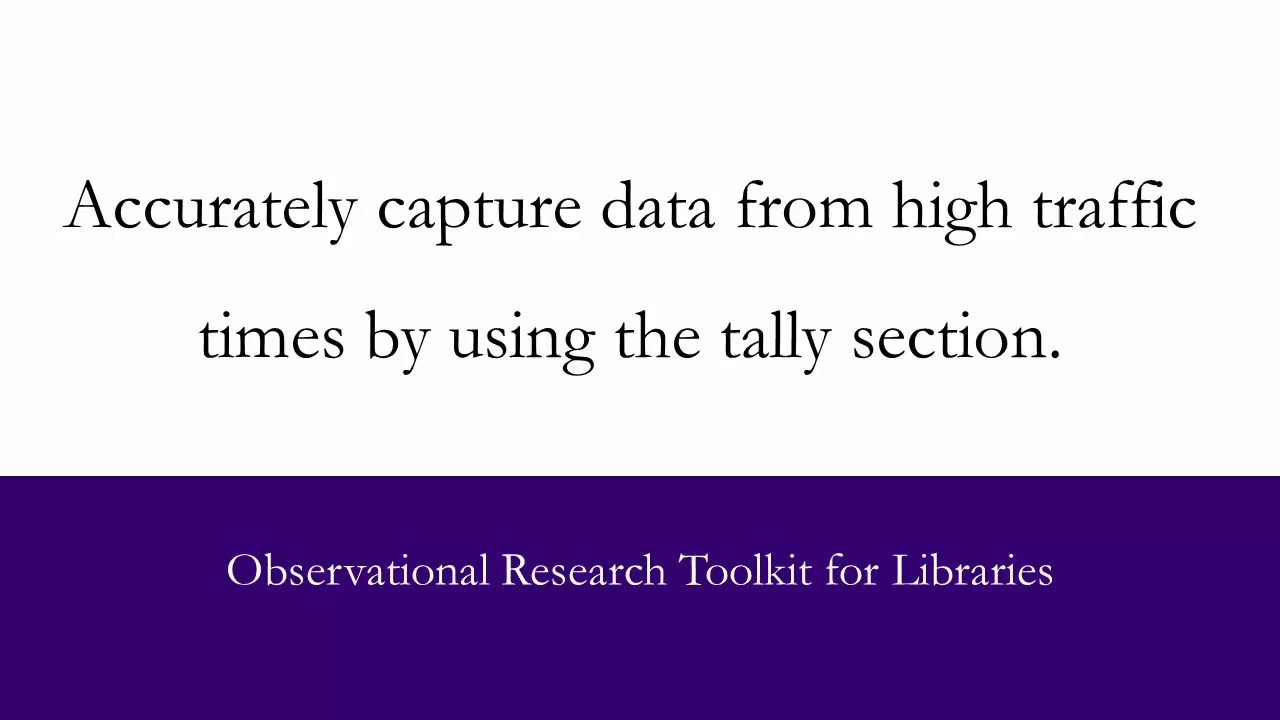 Accurately capture data from high traffic
times by using the tally section.
Observational Research Toolkit for Libraries